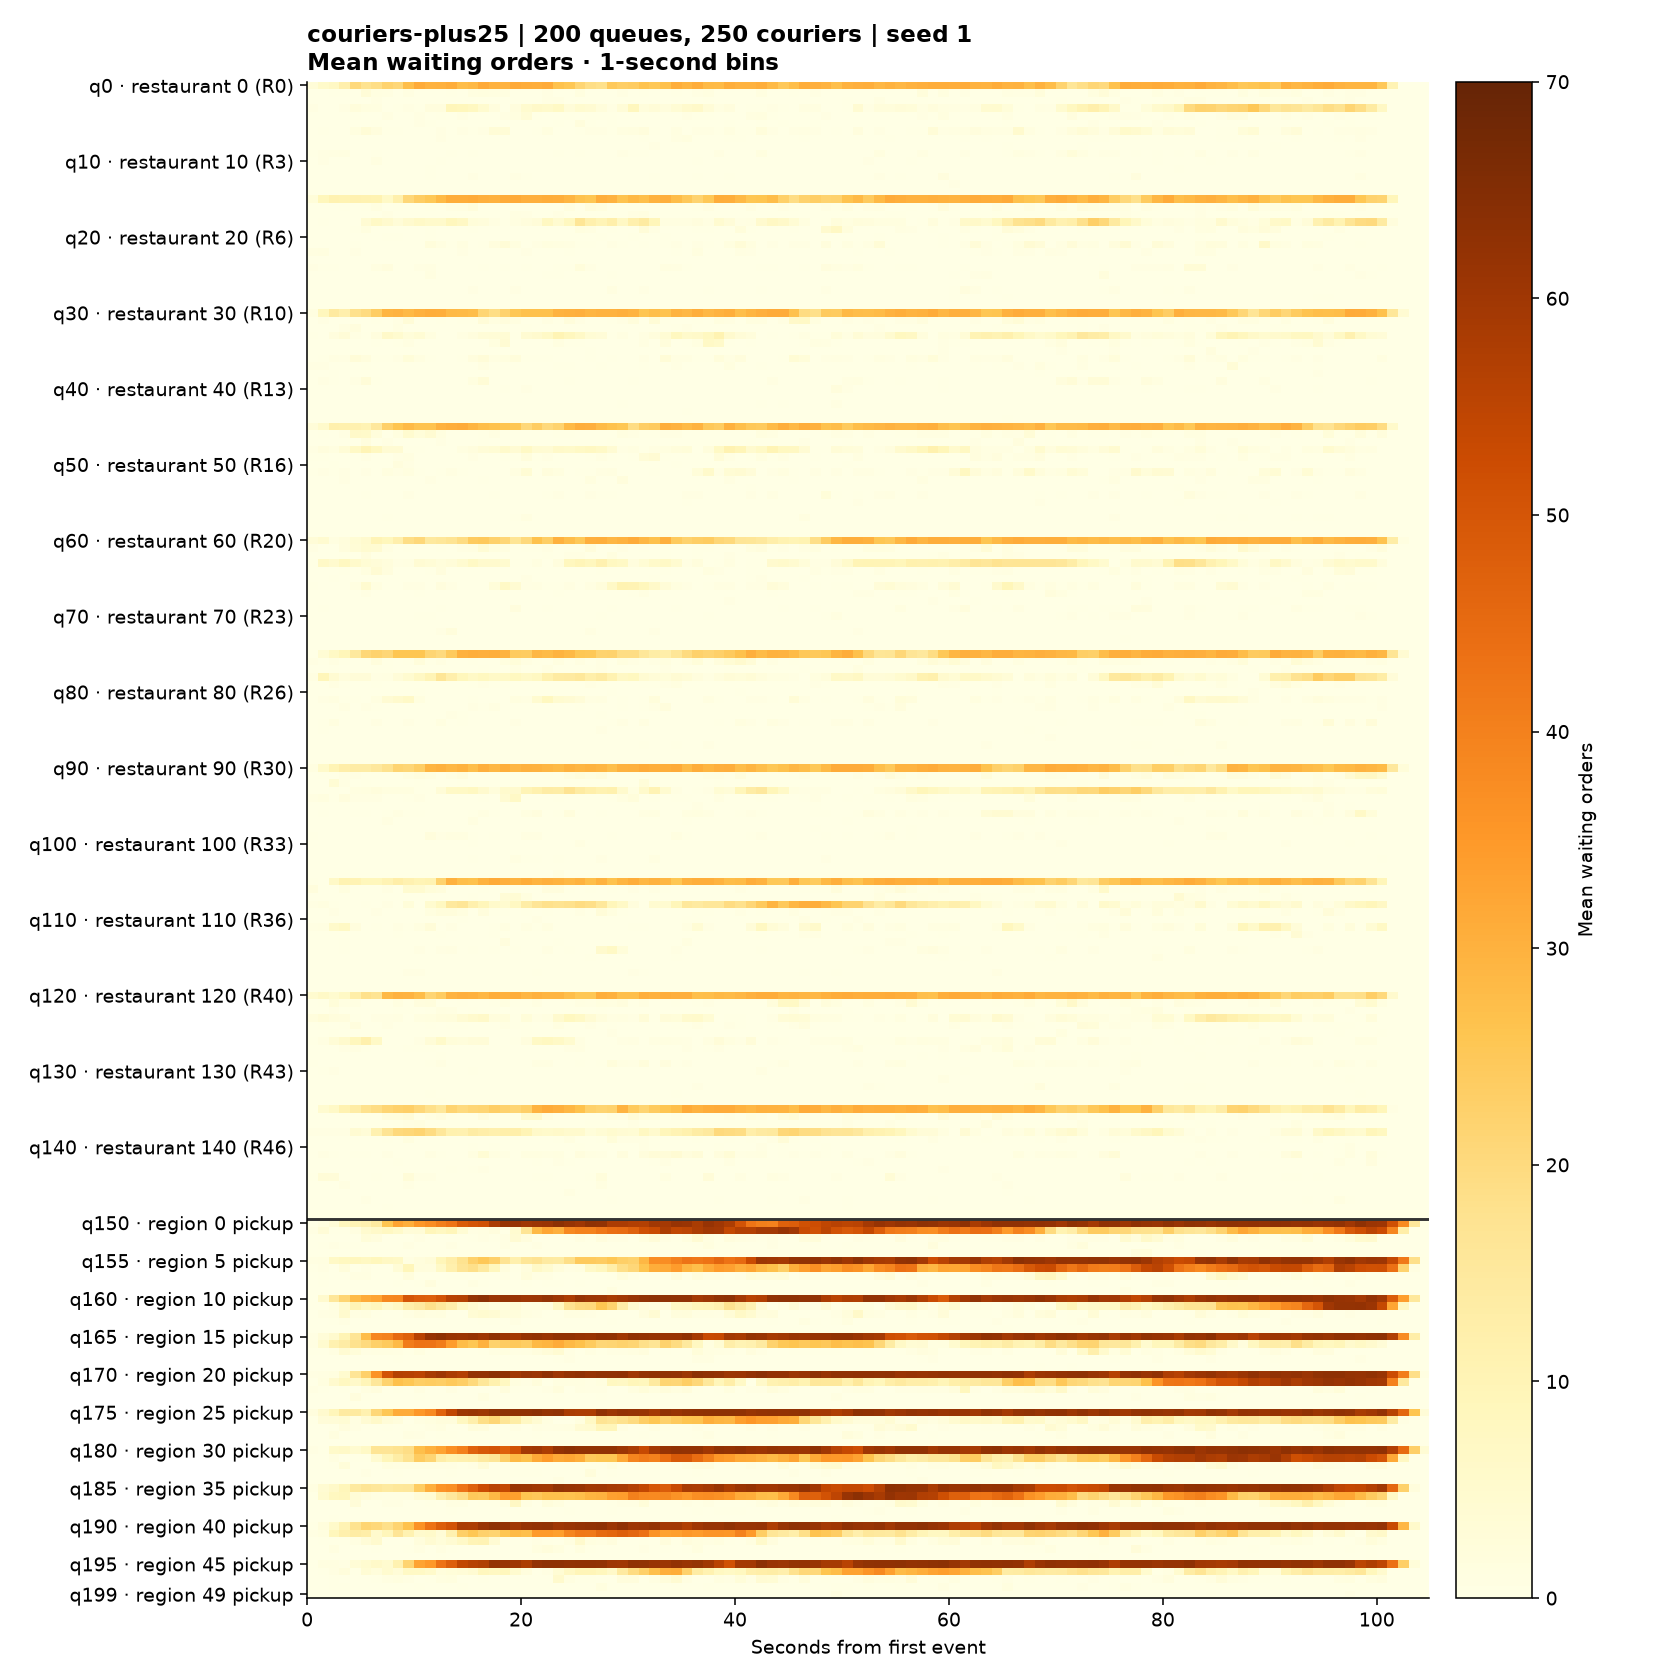 couriers-plus25 | 200 queues, 250 couriers | seed 1
Mean waiting orders · 1-second bins
q0 · restaurant 0 (R0)
q10 · restaurant 10 (R3)
q20 · restaurant 20 (R6)
q30 · restaurant 30 (R10)
q40 · restaurant 40 (R13)
q50 · restaurant 50 (R16)
q60 · restaurant 60 (R20)
q70 · restaurant 70 (R23)
q80 · restaurant 80 (R26)
q90 · restaurant 90 (R30)
q100 · restaurant 100 (R33)
q110 · restaurant 110 (R36)
q120 · restaurant 120 (R40)
q130 · restaurant 130 (R43)
q140 · restaurant 140 (R46)
q150 · region 0 pickup
q155 · region 5 pickup
q160 · region 10 pickup
q165 · region 15 pickup
q170 · region 20 pickup
q175 · region 25 pickup
q180 · region 30 pickup
q185 · region 35 pickup
q190 · region 40 pickup
q195 · region 45 pickup
q199 · region 49 pickup
0 20 40 60 80 100
Seconds from first event
70
60
50
40
30
20
10
0
Mean waiting orders